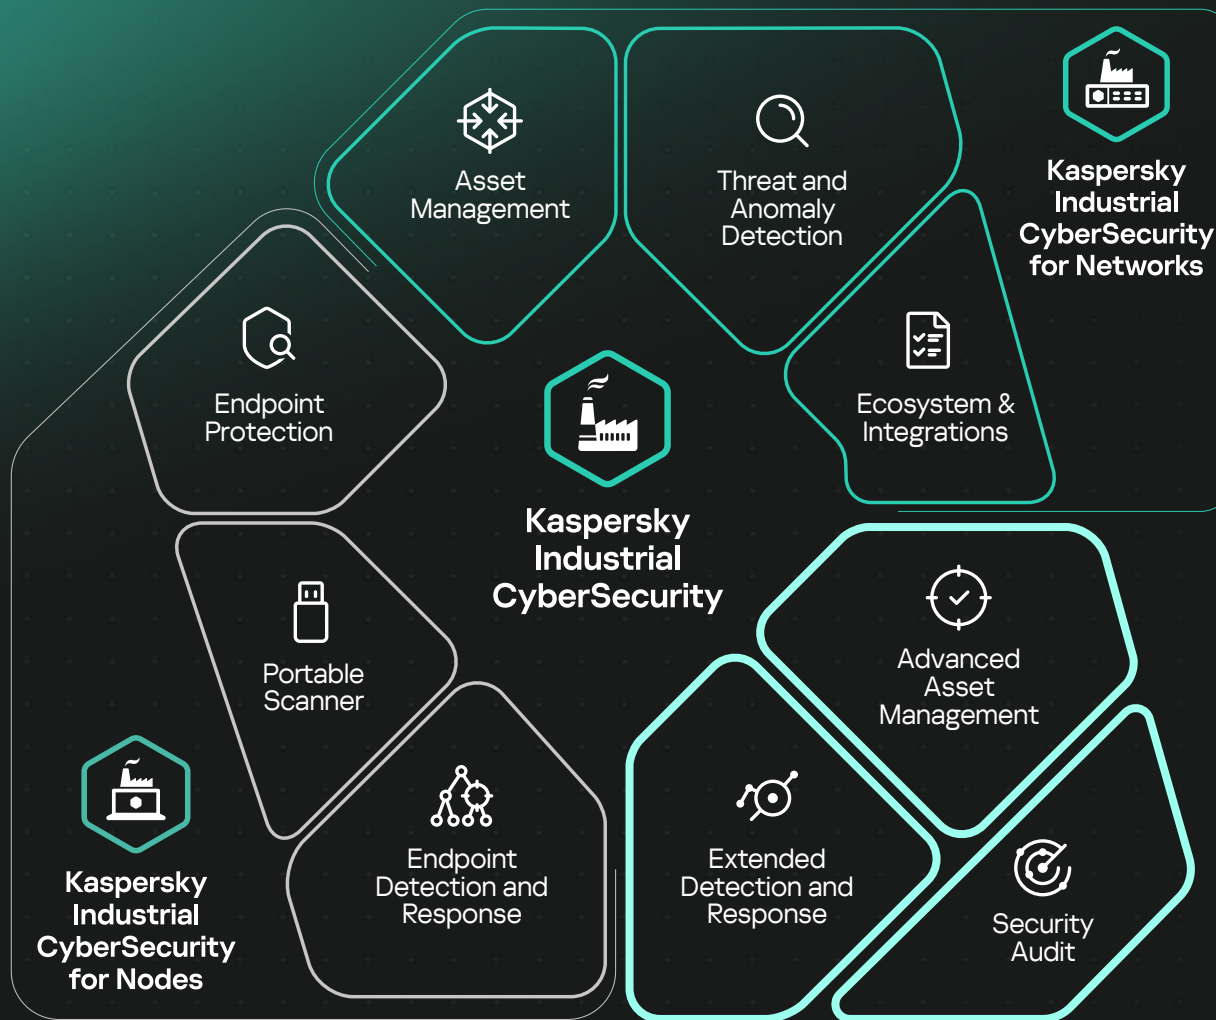 Asset
Management
Threat and
Anomaly
Detection
Kaspersky
Industrial
CyberSecurity
for Networks
Endpoint
Protection
Ecosystem &
Integrations
Kaspersky
Industrial
CyberSecurity
Portable
Scanner
Advanced
Asset
Management
Kaspersky
Industrial
CyberSecurity
for Nodes
Endpoint
Detection and
Response
Extended
Detection and
Response
Security
Audit